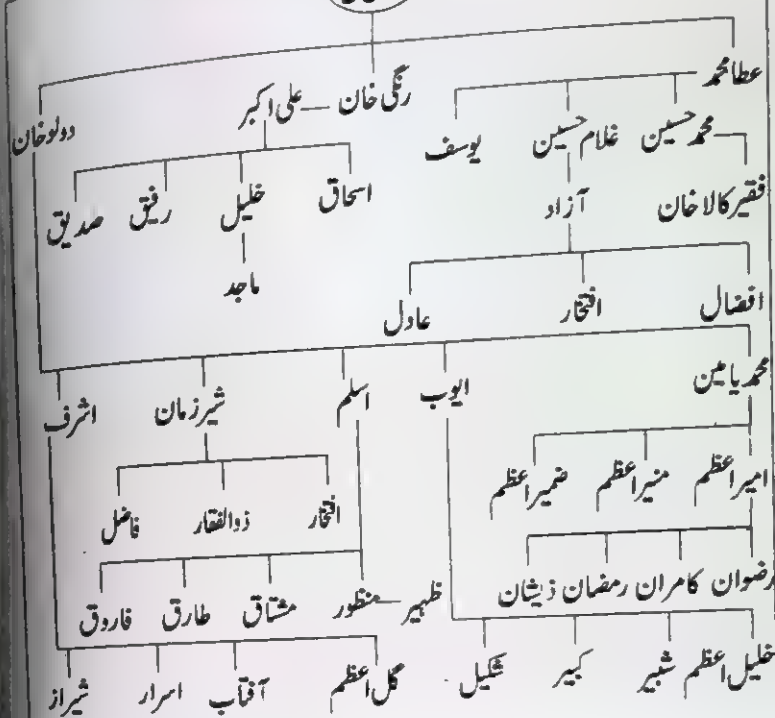 عطا محمد
رنگی خان — علی اکبر دولو خان
محمد حسین غلام حسین یوسف
فقیر کالا خان آزاد اسحاق خلیل رفیق صدیق
ماجد
افضال افتخار عادل
محمد یامین ایوب اسلم شیر زمان اشرف
امیر اعظم منیر اعظم ضمیر اعظم افتخار ذوالفقار فاضل
رضوان کامران رمضان ذیشان ظہیر — منظور مشتاق طارق فاروق
خلیل اعظم شبیر کبیر شکیل گل اعظم آفتاب اسرار شیراز